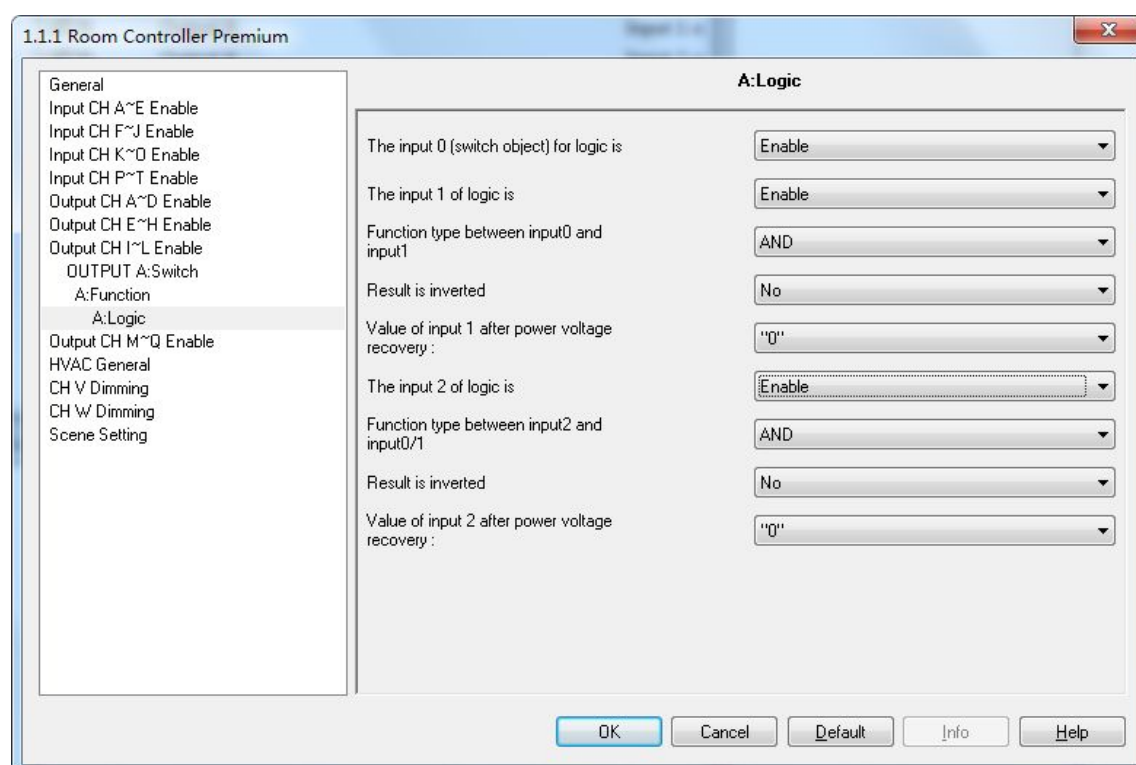 1.1.1 Room Controller Premium
General
Input CH A~E Enable
Input CH F~J Enable
Input CH K~O Enable
Input CH P~T Enable
Output CH A~D Enable
Output CH E~H Enable
Output CH I~L Enable
OUTPUT A:Switch
A:Function
A:Logic
Output CH M~Q Enable
HVAC General
CH V Dimming
CH W Dimming
Scene Setting
A:Logic
The input 0 (switch object) for logic is
Enable
The input 1 of logic is
Enable
Function type between input0 and
input1
AND
Result is inverted
No
Value of input 1 after power voltage
recovery :
"0"
The input 2 of logic is
Enable
Function type between input2 and
input0/1
AND
Result is inverted
No
Value of input 2 after power voltage
recovery :
"0"
OK
Cancel
Default
Info
Help